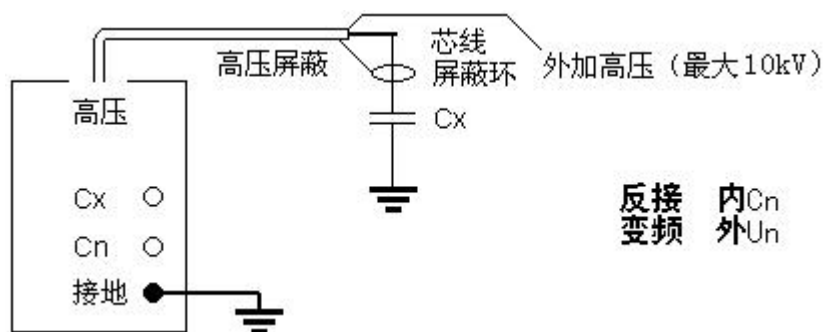 芯线
高压屏蔽
屏蔽环
外加高压（最大10kV）
高压
Cx
Cx
反接 内Cn
变频 外Un
Cn
接地